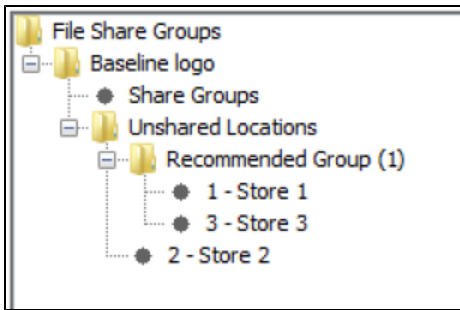 File Share Groups
Baseline logo
Share Groups
Unshared Locations
Recommended Group (1)
1 - Store 1
3 - Store 3
2 - Store 2